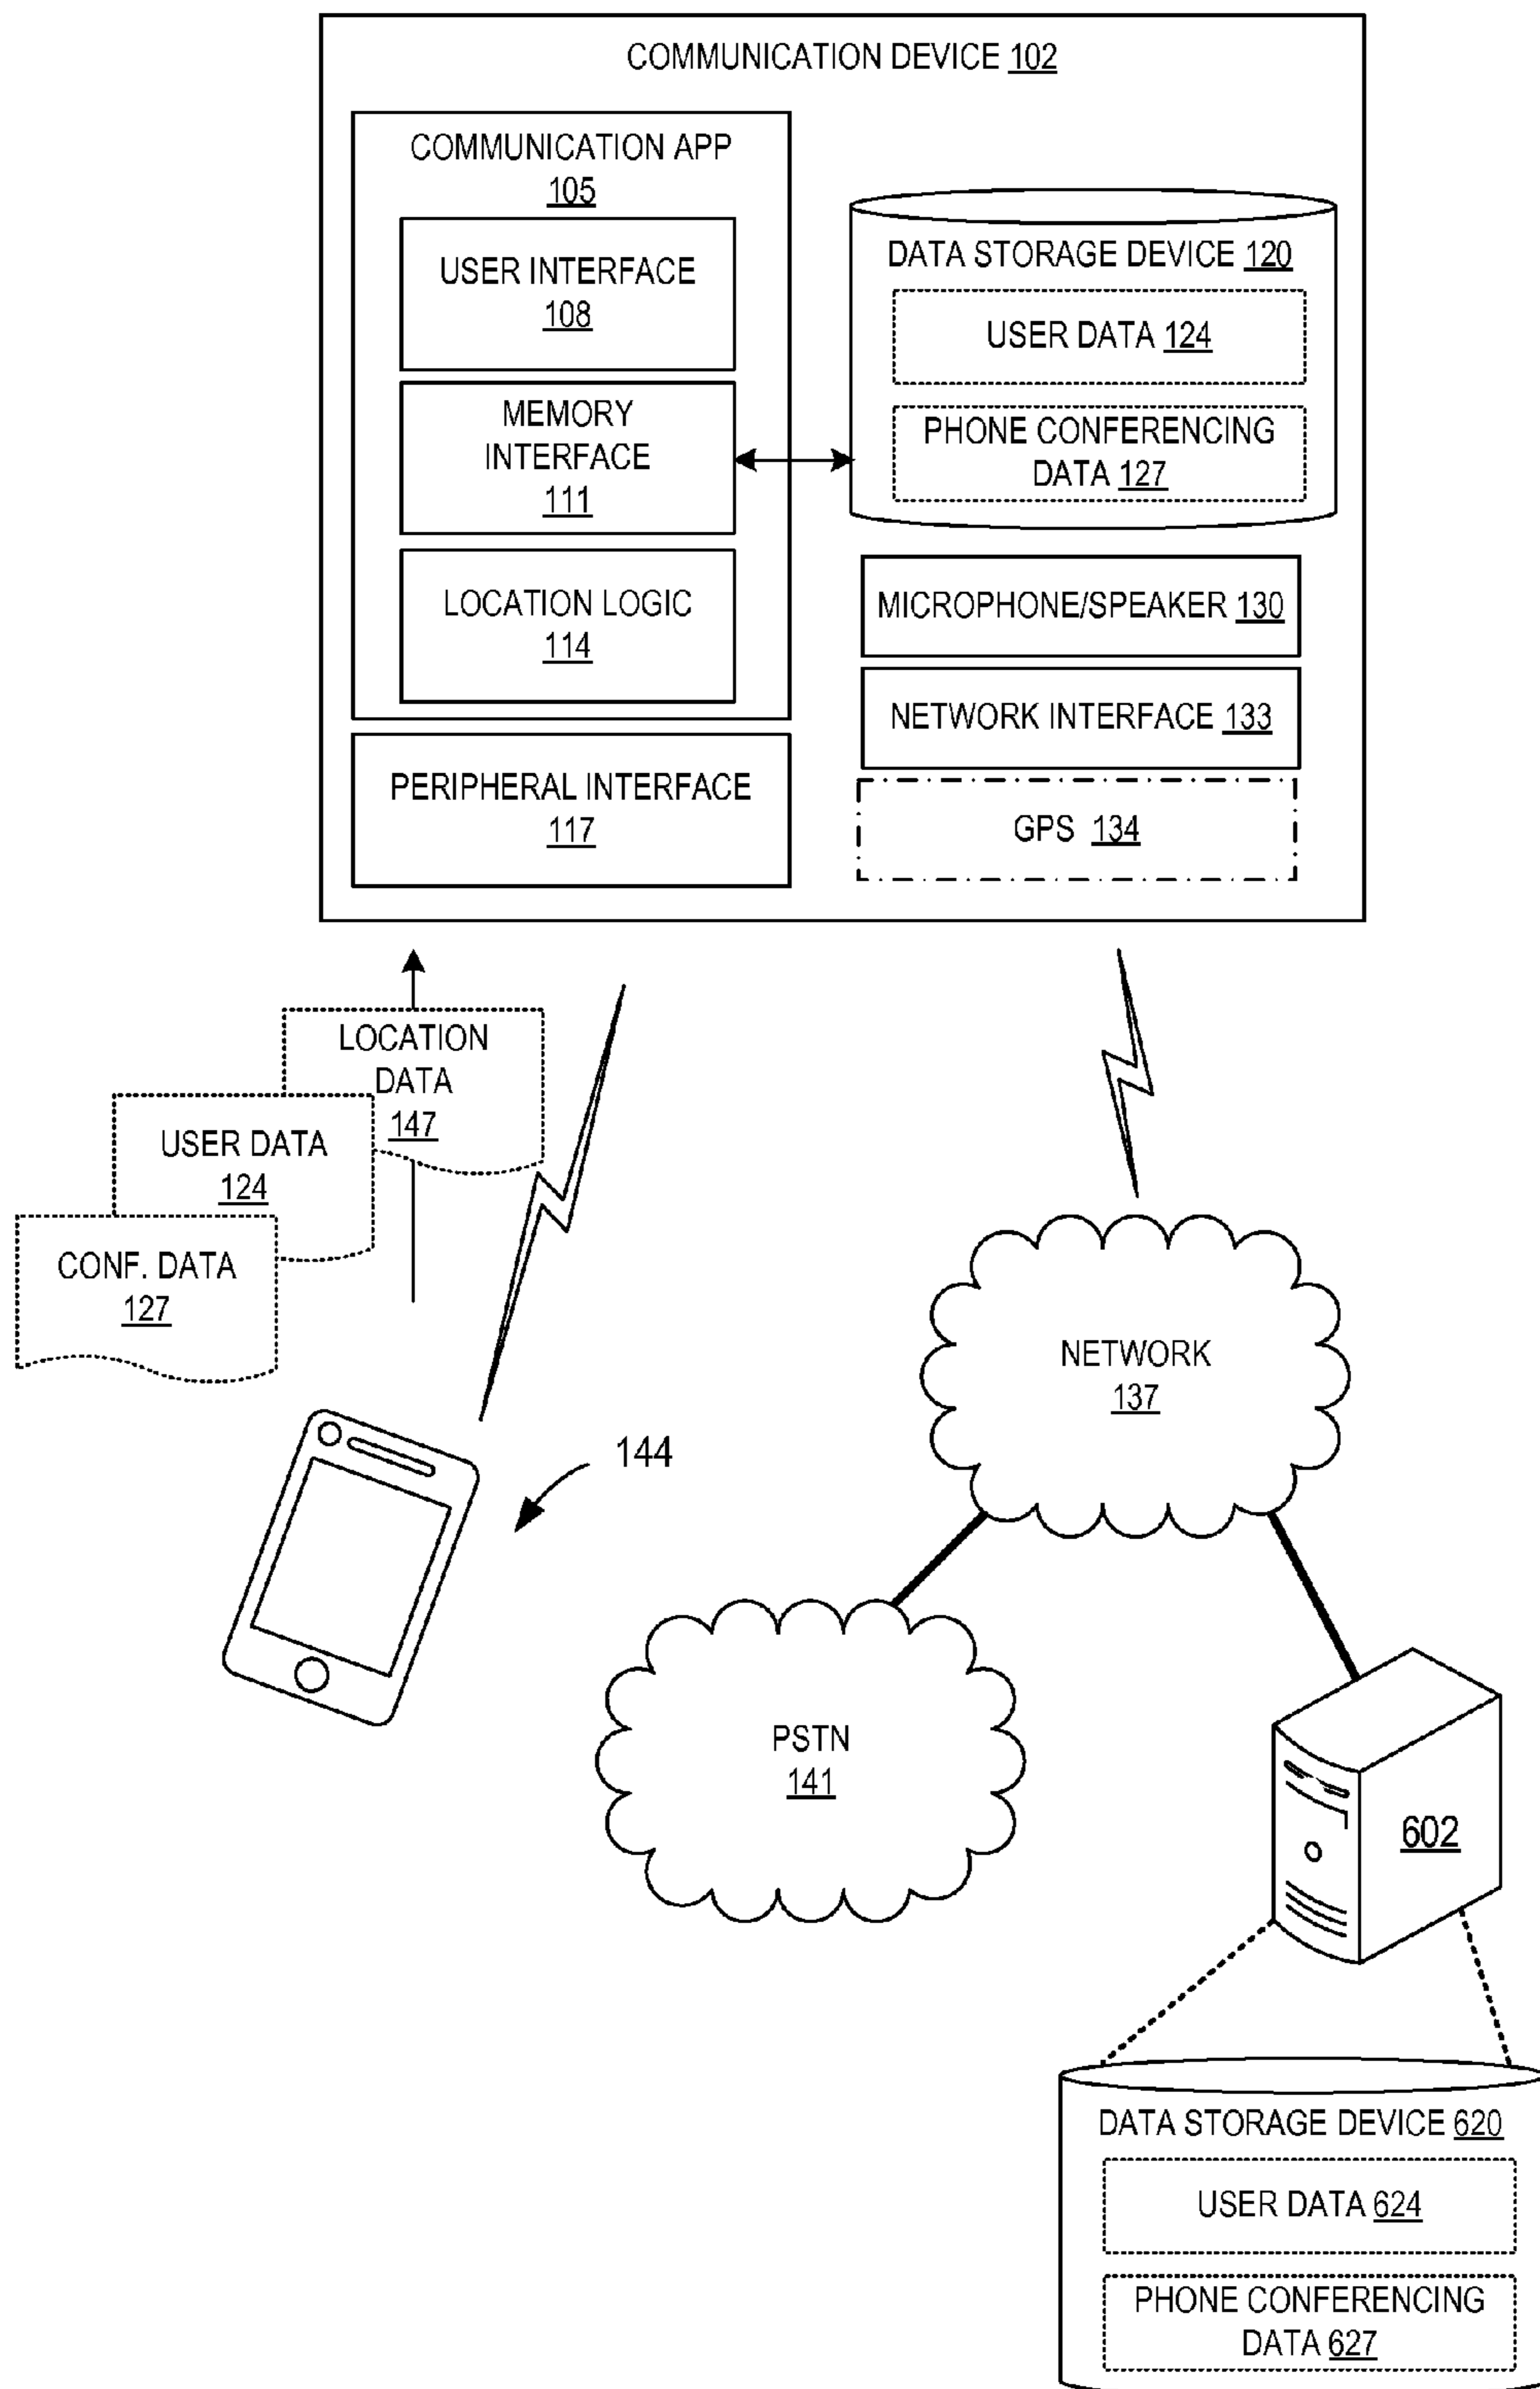 COMMUNICATION DEVICE 102
COMMUNICATION APP
105
USER INTERFACE
108
MEMORY
INTERFACE
111
LOCATION LOGIC
114
PERIPHERAL INTERFACE
117
DATA STORAGE DEVICE 120
USER DATA 124
PHONE CONFERENCING
DATA 127
MICROPHONE/SPEAKER 130
NETWORK INTERFACE 133
GPS 134
LOCATION
DATA
147
USER DATA
124
CONF. DATA
127
144
NETWORK
137
PSTN
141
602
DATA STORAGE DEVICE 620
USER DATA 624
PHONE CONFERENCING
DATA 627